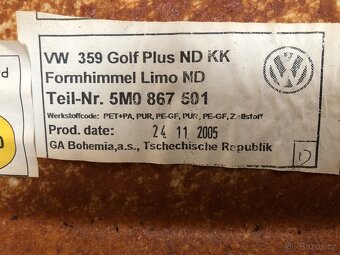 VW 359 Golf Plus ND KK
Formhimmel Limo ND
Teil-Nr. 5M0 867 501
Werkstoffcode: PET+PA, PUR, PE-GF, PUR, PE-GF, Zellstoff
Prod. date: 24 11 2005
GA Bohemia,a.s., Tschechische Republik